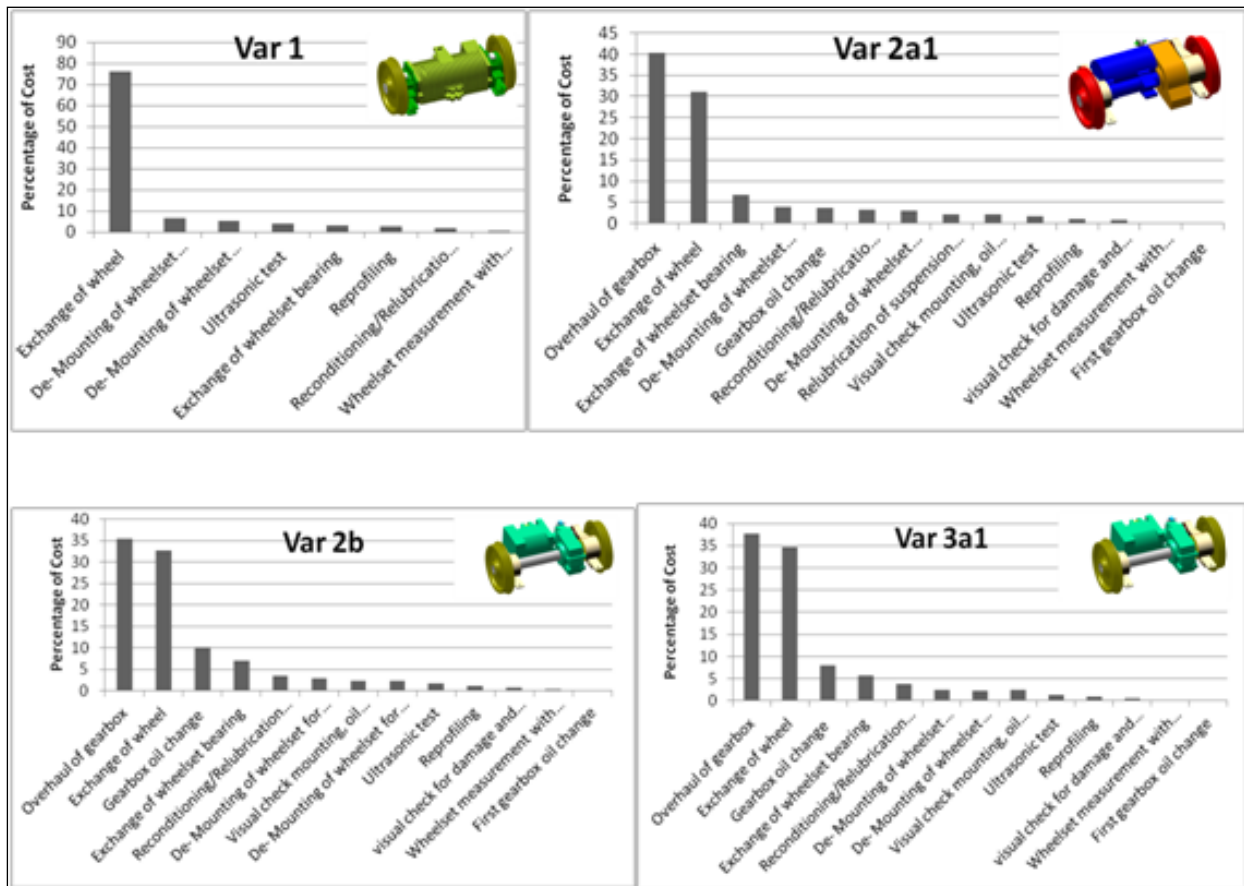 Var 1
Percentage of Cost
90
80
70
60
50
40
30
20
10
0
Exchange of wheel
De- Mounting of wheelset...
De- Mounting of wheelset...
Ultrasonic test
Exchange of wheelset bearing
Reprofiling
Reconditioning/Relubricatio...
Wheelset measurement with...
Var 2a1
Percentage of Cost
45
40
35
30
25
20
15
10
5
0
Overhaul of gearbox
Exchange of wheel
Exchange of wheelset bearing
De- Mounting of wheelset...
Gearbox oil change
Reconditioning/Relubricatio...
De- Mounting of wheelset...
Relubrication of suspension...
Visual check mounting, oil...
Ultrasonic test
Reprofiling
visual check for damage and...
Wheelset measurement with...
First gearbox oil change
Var 2b
Percentage of Cost
40
35
30
25
20
15
10
5
0
Overhaul of gearbox
Exchange of wheel
Gearbox oil change
Exchange of wheelset bearing
Reconditioning/Relubrication...
De- Mounting of wheelset for...
Visual check mounting, oil...
De- Mounting of wheelset for...
Ultrasonic test
Reprofiling
visual check for damage and...
Wheelset measurement with...
First gearbox oil change
Var 3a1
Percentage of Cost
40
35
30
25
20
15
10
5
0
Overhaul of gearbox
Exchange of wheel
Gearbox oil change
Exchange of wheelset bearing
Reconditioning/Relubrication...
De- Mounting of wheelset...
De- Mounting of wheelset...
Visual check mounting, oil...
Ultrasonic test
Reprofiling
visual check for damage and...
Wheelset measurement with...
First gearbox oil change